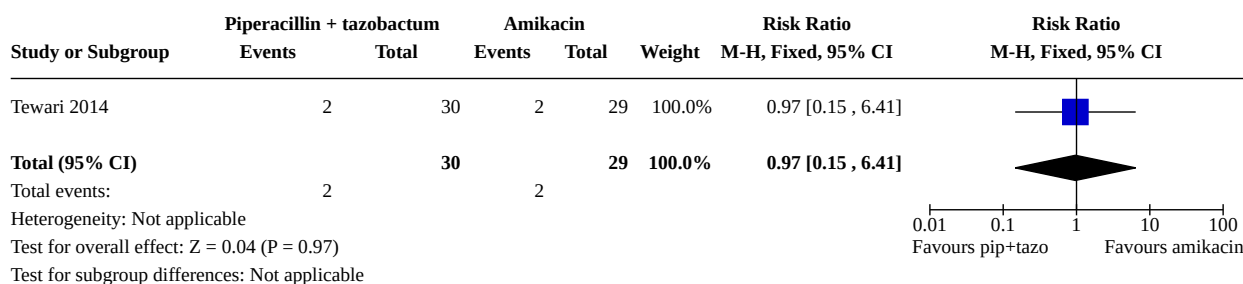 Piperacillin + tazobactum Amikacin Risk Ratio Risk Ratio
Study or Subgroup Events Total Events Total Weight M-H, Fixed, 95% CI M-H, Fixed, 95% CI
Tewari 2014 2 30 2 29 100.0% 0.97 [0.15 , 6.41]
Total (95% CI) 30 29 100.0% 0.97 [0.15 , 6.41]
Total events: 2 2
Heterogeneity: Not applicable
0.01 0.1 1 10 100
Test for overall effect: Z = 0.04 (P = 0.97)
Favours pip+tazo Favours amikacin
Test for subgroup differences: Not applicable